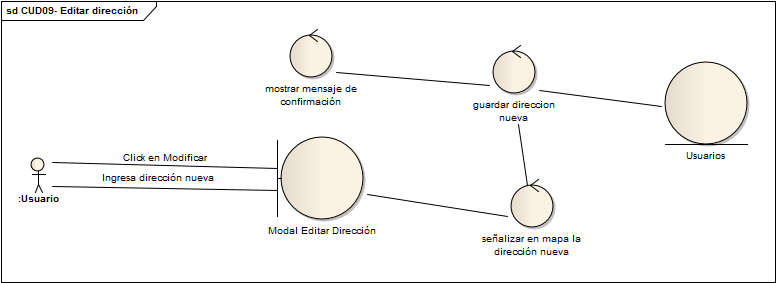 sd CUD09- Editar dirección
mostrar mensaje de
confirmación
guardar direccion
nueva
Usuarios
Click en Modificar
Ingresa dirección nueva
:Usuario
Modal Editar Dirección
señalizar en mapa la
dirección nueva